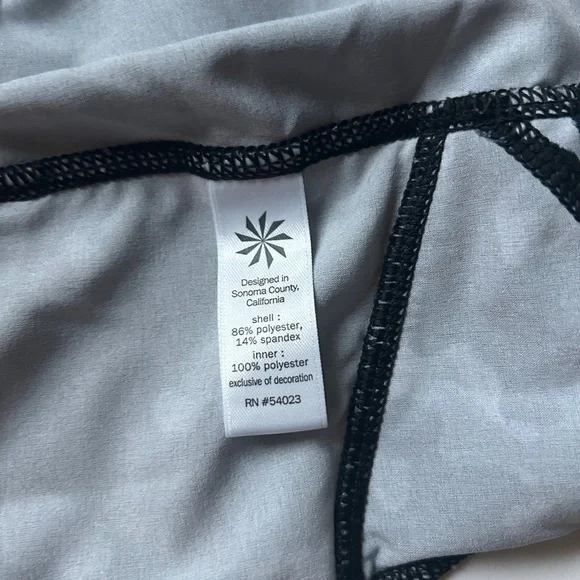 Designed in
Sonoma County,
California
shell :
86% polyester,
14% spandex
inner :
100% polyester
exclusive of decoration
RN #54023